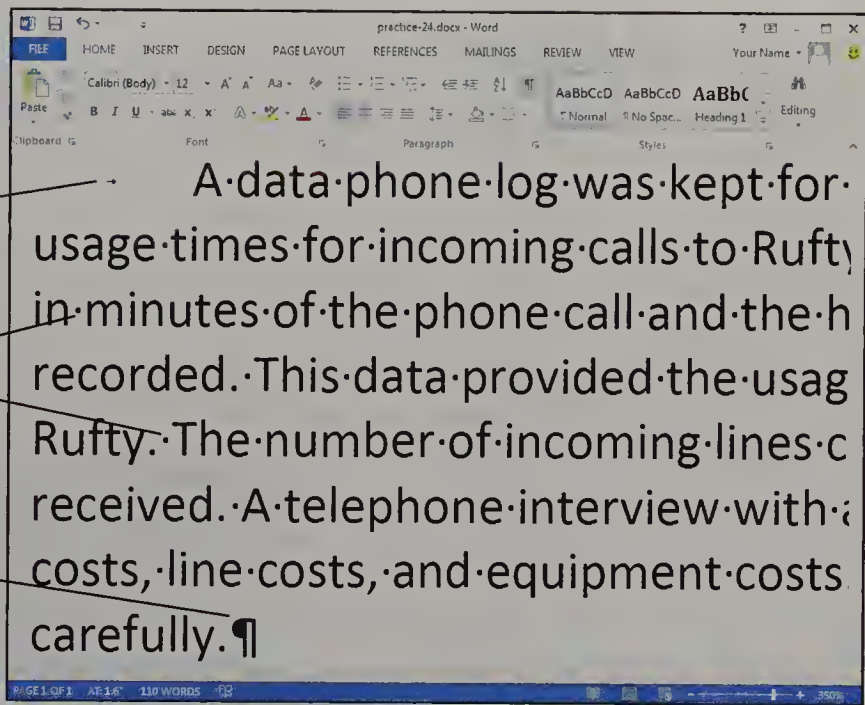 practice-24.docx - Word
FILE HOME INSERT DESIGN PAGE LAYOUT REFERENCES MAILINGS REVIEW VIEW Your Name
Calibri (Body) 12 A A Aa
Paste B I U abc X, X A A AaBbCcD AaBbCcD AaBb( Editing
¶ Normal ¶ No Spac... Heading 1
Clipboard Font Paragraph Styles
→ A·data·phone·log·was·kept·for·
usage·times·for·incoming·calls·to·Rufty
in·minutes·of·the·phone·call·and·the·h
recorded.·This·data·provided·the·usag
Rufty.·The·number·of·incoming·lines·c
received.·A·telephone·interview·with·a
costs,·line·costs,·and·equipment·costs
carefully.¶
PAGE 1 OF 1 AT: 1.6" 110 WORDS 350%